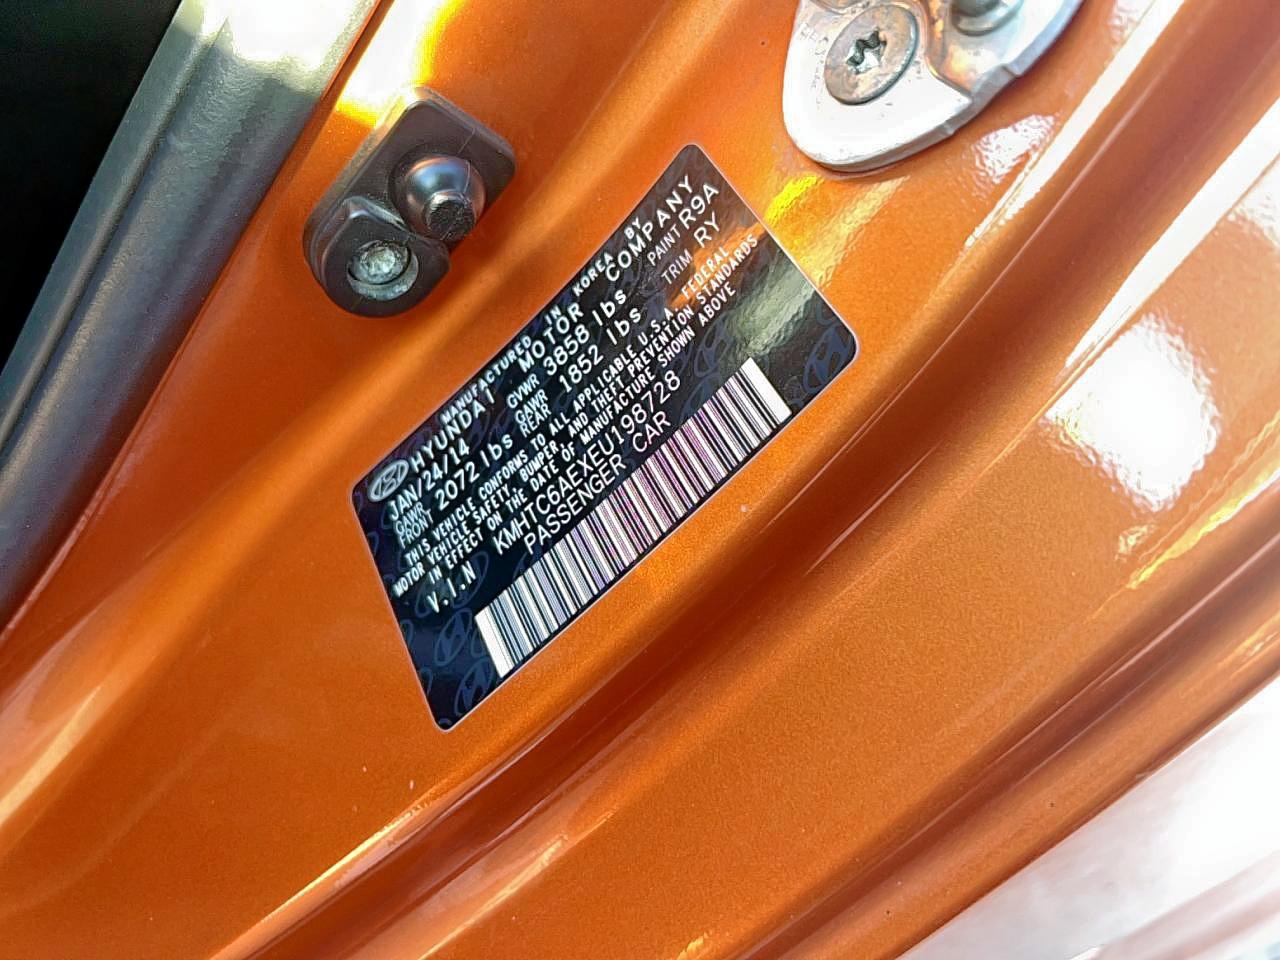 MANUFACTURED IN KOREA BY
HYUNDAI MOTOR COMPANY
JAN/24/14 GVWR 3858 lbs PAINT R9A
GAWR FRONT 2072 lbs GAWR REAR 1852 lbs TRIM RY
THIS VEHICLE CONFORMS TO ALL APPLICABLE U.S.A FEDERAL
MOTOR VEHICLE SAFETY, BUMPER, AND THEFT PREVENTION STANDARDS
IN EFFECT ON THE DATE OF MANUFACTURE SHOWN ABOVE
V.I.N KMHTC6AEXEU198728
PASSENGER CAR